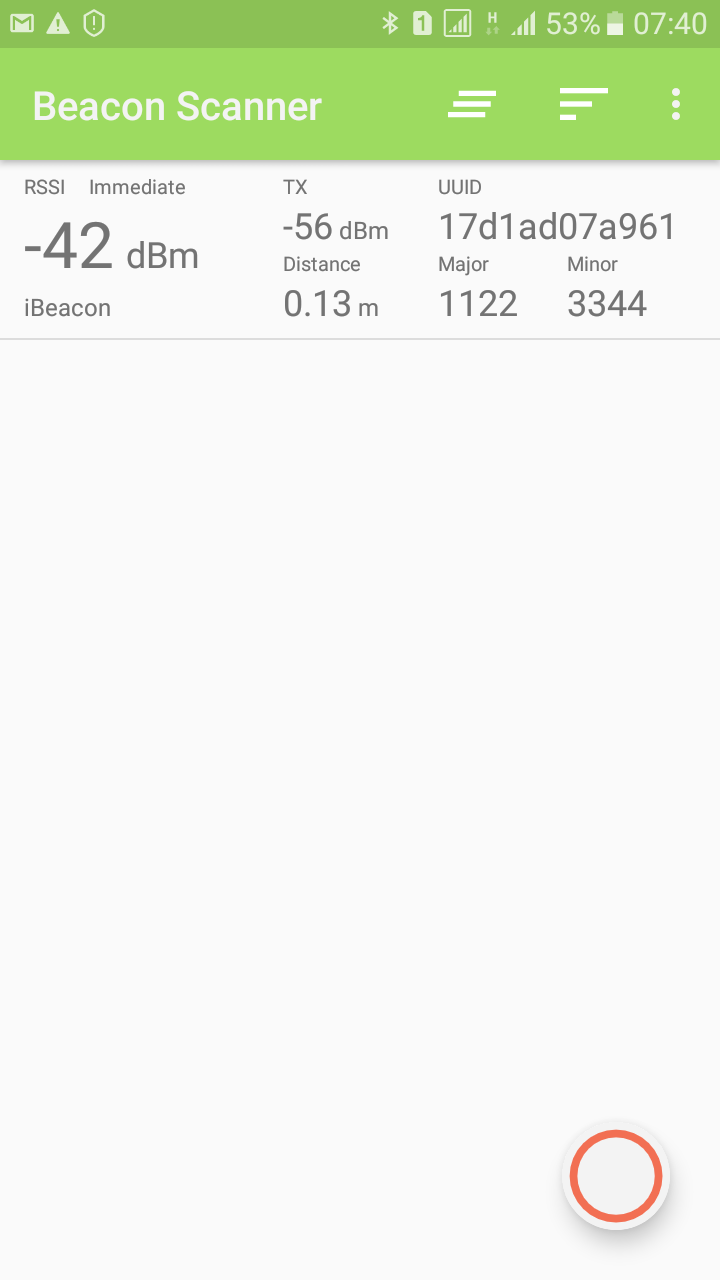 53% 07:40
Beacon Scanner
RSSI Immediate
-42 dBm
iBeacon
TX
-56 dBm
Distance
0.13 m
UUID
17d1ad07a961
Major Minor
1122 3344